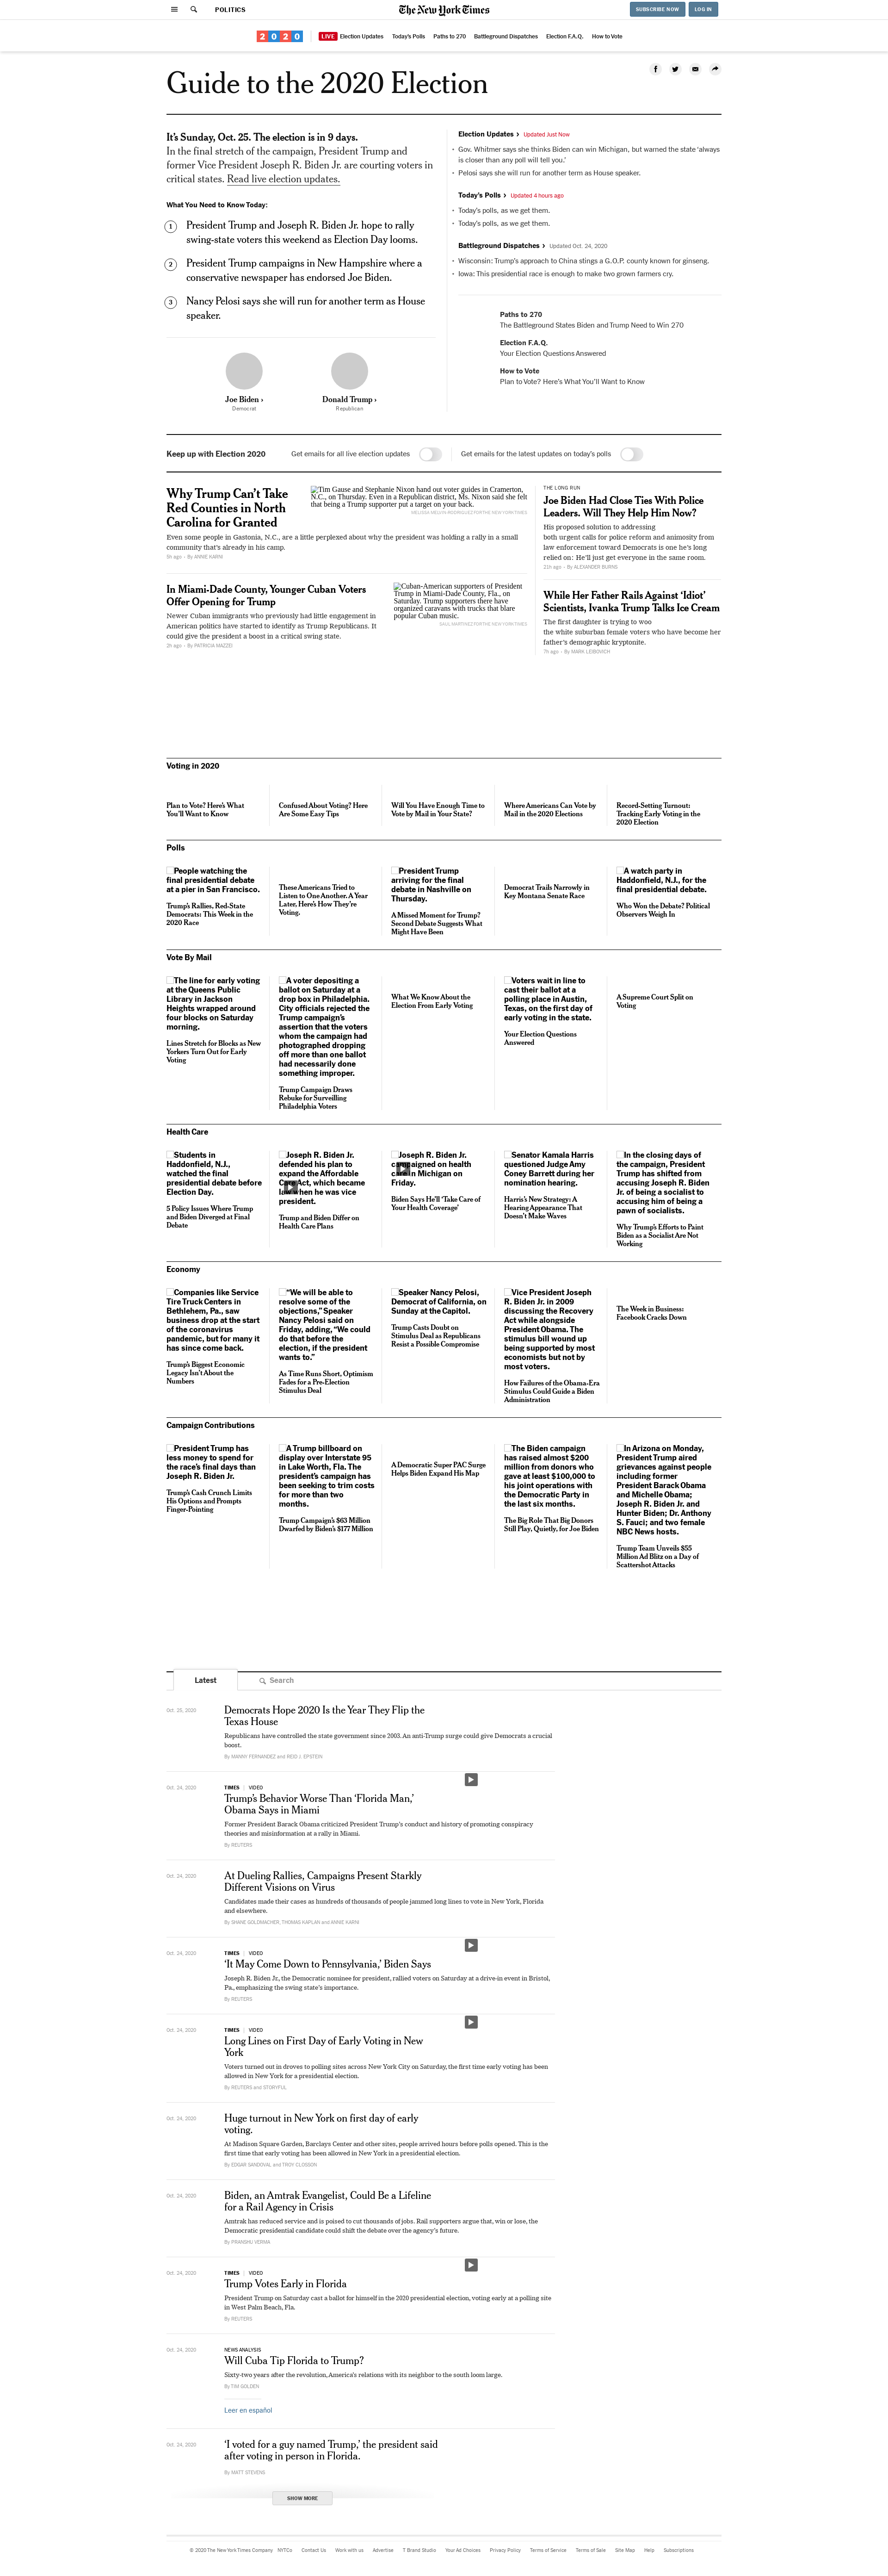 POLITICS
The New York Times
SUBSCRIBE NOW
LOG IN
2020
LIVE Election Updates
Today's Polls
Paths to 270
Battleground Dispatches
Election F.A.Q.
How to Vote
Guide to the 2020 Election
It's Sunday, Oct. 25. The election is in 9 days.
In the final stretch of the campaign, President Trump and
former Vice President Joseph R. Biden Jr. are courting voters in
critical states. Read live election updates.
What You Need to Know Today:
1 President Trump and Joseph R. Biden Jr. hope to rally
swing-state voters this weekend as Election Day looms.
2 President Trump campaigns in New Hampshire where a
conservative newspaper has endorsed Joe Biden.
3 Nancy Pelosi says she will run for another term as House
speaker.
Joe Biden ›
Democrat
Donald Trump ›
Republican
Election Updates › Updated Just Now
• Gov. Whitmer says she thinks Biden can win Michigan, but warned the state 'always
is closer than any poll will tell you.'
• Pelosi says she will run for another term as House speaker.
Today's Polls › Updated 4 hours ago
• Today's polls, as we get them.
• Today's polls, as we get them.
Battleground Dispatches › Updated Oct. 24, 2020
• Wisconsin: Trump's approach to China stings a G.O.P. county known for ginseng.
• Iowa: This presidential race is enough to make two grown farmers cry.
Paths to 270
The Battleground States Biden and Trump Need to Win 270
Election F.A.Q.
Your Election Questions Answered
How to Vote
Plan to Vote? Here's What You'll Want to Know
Keep up with Election 2020
Get emails for all live election updates
Get emails for the latest updates on today's polls
Why Trump Can't Take
Red Counties in North
Carolina for Granted
Tim Gause and Stephanie Nixon hand out voter guides in Cramerton,
N.C., on Thursday. Even in a Republican district, Ms. Nixon said she felt
that being a Trump supporter put a target on your back.
MELISSA MELVIN-RODRIGUEZ FOR THE NEW YORK TIMES
Even some people in Gastonia, N.C., are a little perplexed about why the president was holding a rally in a small
community that's already in his camp.
5h ago • By ANNIE KARNI
In Miami-Dade County, Younger Cuban Voters
Offer Opening for Trump
Newer Cuban immigrants who previously had little engagement in
American politics have started to identify as Trump Republicans. It
could give the president a boost in a critical swing state.
2h ago • By PATRICIA MAZZEI
Cuban-American supporters of President
Trump in Miami-Dade County, Fla., on
Saturday. Trump supporters there have
organized caravans with trucks that blare
popular Cuban music.
SAUL MARTINEZ FOR THE NEW YORK TIMES
THE LONG RUN
Joe Biden Had Close Ties With Police
Leaders. Will They Help Him Now?
His proposed solution to addressing
both urgent calls for police reform and animosity from
law enforcement toward Democrats is one he's long
relied on: He'll just get everyone in the same room.
22h ago • By ALEXANDER BURNS
While Her Father Rails Against 'Idiot'
Scientists, Ivanka Trump Talks Ice Cream
The first daughter is trying to woo
the white suburban female voters who have become her
father's demographic kryptonite.
7h ago • By MARK LEIBOVICH
Voting in 2020
Plan to Vote? Here's What
You'll Want to Know
Confused About Voting? Here
Are Some Easy Tips
Will You Have Enough Time to
Vote by Mail in Your State?
Where Americans Can Vote by
Mail in the 2020 Elections
Record-Setting Turnout:
Tracking Early Voting in the
2020 Election
Polls
People watching the
final presidential debate
at a pier in San Francisco.
Trump's Rallies, Red-State
Democrats: This Week in the
2020 Race
These Americans Tried to
Listen to One Another. A Year
Later, Here's How They're
Voting.
President Trump
arriving for the final
debate in Nashville on
Thursday.
A Missed Moment for Trump?
Second Debate Suggests What
Might Have Been
Democrat Trails Narrowly in
Key Montana Senate Race
A watch party in
Haddonfield, N.J., for the
final presidential debate.
Who Won the Debate? Political
Observers Weigh In
Vote By Mail
The line for early voting
at the Queens Public
Library in Jackson
Heights wrapped around
four blocks on Saturday
morning.
Lines Stretch for Blocks as New
Yorkers Turn Out for Early
Voting
A voter depositing a
ballot on Saturday at a
drop box in Philadelphia.
City officials rejected the
Trump campaign's
assertion that the voters
whom the campaign had
photographed dropping
off more than one ballot
had necessarily done
something improper.
Trump Campaign Draws
Rebuke for Surveilling
Philadelphia Voters
What We Know About the
Election From Early Voting
Voters wait in line to
cast their ballot at a
polling place in Austin,
Texas, on the first day of
early voting in the state.
Your Election Questions
Answered
A Supreme Court Split on
Voting
Health Care
Students in
Haddonfield, N.J.,
watched the final
presidential debate before
Election Day.
5 Policy Issues Where Trump
and Biden Diverged at Final
Debate
Joseph R. Biden Jr.
defended his plan to
expand the Affordable
Act, which became
when he was vice
president.
Trump and Biden Differ on
Health Care Plans
Joseph R. Biden Jr.
on health
in Michigan on
Friday.
Biden Says He'll 'Take Care of
Your Health Coverage'
Senator Kamala Harris
questioned Judge Amy
Coney Barrett during her
nomination hearing.
Harris's New Strategy: A
Hearing Appearance That
Doesn't Make Waves
In the closing days of
the campaign, President
Trump has shifted from
accusing Joseph R. Biden
Jr. of being a socialist to
accusing him of being a
pawn of socialists.
Why Trump's Efforts to Paint
Biden as a Socialist Are Not
Working
Economy
Companies like Service
Tire Truck Centers in
Bethlehem, Pa., saw
business drop at the start
of the coronavirus
pandemic, but for many it
has since come back.
Trump's Biggest Economic
Legacy Isn't About the
Numbers
"We will be able to
resolve some of the
objections," Speaker
Nancy Pelosi said on
Friday, adding, "We could
do that before the
election, if the president
wants to."
As Time Runs Short, Optimism
Fades for a Pre-Election
Stimulus Deal
Speaker Nancy Pelosi,
Democrat of California, on
Sunday at the Capitol.
Trump Casts Doubt on
Stimulus Deal as Republicans
Resist a Possible Compromise
Vice President Joseph
R. Biden Jr. in 2009
discussing the Recovery
Act while alongside
President Obama. The
stimulus bill wound up
being supported by most
economists but not by
most voters.
How Failures of the Obama-Era
Stimulus Could Guide a Biden
Administration
The Week in Business:
Facebook Cracks Down
Campaign Contributions
President Trump has
less money to spend for
the race's final days than
Joseph R. Biden Jr.
Trump's Cash Crunch Limits
His Options and Prompts
Finger-Pointing
A Trump billboard on
display over Interstate 95
in Lake Worth, Fla. The
president's campaign has
been seeking to trim costs
for more than two
months.
Trump Campaign's $63 Million
Dwarfed by Biden's $177 Million
A Democratic Super PAC Surge
Helps Biden Expand His Map
The Biden campaign
has raised almost $200
million from donors who
gave at least $100,000 to
his joint operations with
the Democratic Party in
the last six months.
The Big Role That Big Donors
Still Play, Quietly, for Joe Biden
In Arizona on Monday,
President Trump aired
grievances against people
including former
President Barack Obama
and Michelle Obama;
Joseph R. Biden Jr. and
Hunter Biden; Dr. Anthony
S. Fauci; and two female
NBC News hosts.
Trump Team Unveils $55
Million Ad Blitz on a Day of
Scattershot Attacks
Latest
Search
Oct. 25, 2020
Democrats Hope 2020 Is the Year They Flip the
Texas House
Republicans have controlled the state government since 2003. An anti-Trump surge could give Democrats a crucial
boost.
By MANNY FERNANDEZ and REID J. EPSTEIN
Oct. 24, 2020
TIMES | VIDEO
Trump's Behavior Worse Than 'Florida Man,'
Obama Says in Miami
Former President Barack Obama criticized President Trump's conduct and history of promoting conspiracy
theories and misinformation at a rally in Miami.
By REUTERS
Oct. 24, 2020
At Dueling Rallies, Campaigns Present Starkly
Different Visions on Virus
Candidates made their cases as hundreds of thousands of people jammed long lines to vote in New York, Florida
and elsewhere.
By SHANE GOLDMACHER, THOMAS KAPLAN and ANNIE KARNI
Oct. 24, 2020
TIMES | VIDEO
'It May Come Down to Pennsylvania,' Biden Says
Joseph R. Biden Jr., the Democratic nominee for president, rallied voters on Saturday at a drive-in event in Bristol,
Pa., emphasizing the swing state's importance.
By REUTERS
Oct. 24, 2020
TIMES | VIDEO
Long Lines on First Day of Early Voting in New
York
Voters turned out in droves to polling sites across New York City on Saturday, the first time early voting has been
allowed in New York for a presidential election.
By REUTERS and STORYFUL
Oct. 24, 2020
Huge turnout in New York on first day of early
voting.
At Madison Square Garden, Barclays Center and other sites, people arrived hours before polls opened. This is the
first time that early voting has been allowed in New York in a presidential election.
By EDGAR SANDOVAL and TROY CLOSSON
Oct. 24, 2020
Biden, an Amtrak Evangelist, Could Be a Lifeline
for a Rail Agency in Crisis
Amtrak has reduced service and is poised to cut thousands of jobs. Rail supporters argue that, win or lose, the
Democratic presidential candidate could shift the debate over the agency's future.
By PRANSHU VERMA
Oct. 24, 2020
TIMES | VIDEO
Trump Votes Early in Florida
President Trump on Saturday cast a ballot for himself in the 2020 presidential election, voting early at a polling site
in West Palm Beach, Fla.
By REUTERS
Oct. 24, 2020
NEWS ANALYSIS
Will Cuba Tip Florida to Trump?
Sixty-two years after the revolution, America's relations with its neighbor to the south loom large.
By TIM GOLDEN
Leer en español
Oct. 24, 2020
'I voted for a guy named Trump,' the president said
after voting in person in Florida.
By MATT STEVENS
SHOW MORE
© 2020 The New York Times Company
NYTCo
Contact Us
Work with us
Advertise
T Brand Studio
Your Ad Choices
Privacy Policy
Terms of Service
Terms of Sale
Site Map
Help
Subscriptions